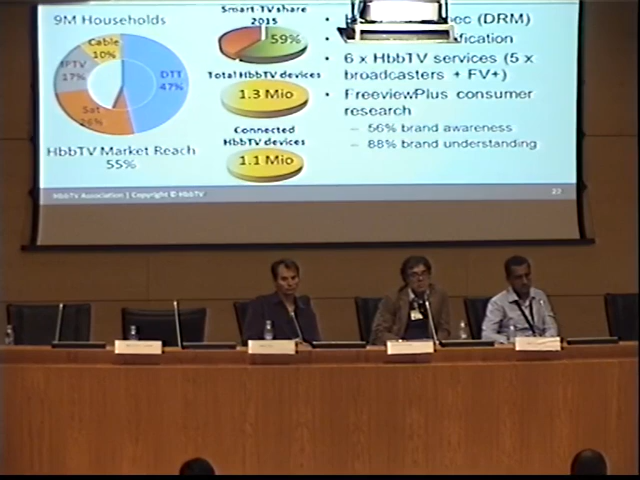 9M Households
Cable
10%
IPTV
17%
DTT
47%
Sat
26%
HbbTV Market Reach
55%
Smart-TV share
2015
59%
Total HbbTV devices
1.3 Mio
Connected
HbbTV devices
1.1 Mio
(DRM)
• 6 x HbbTV services (5 x
broadcasters + FV+)
• FreeviewPlus consumer
research
– 56% brand awareness
– 88% brand understanding
HbbTV Association | Copyright © HbbTV
22